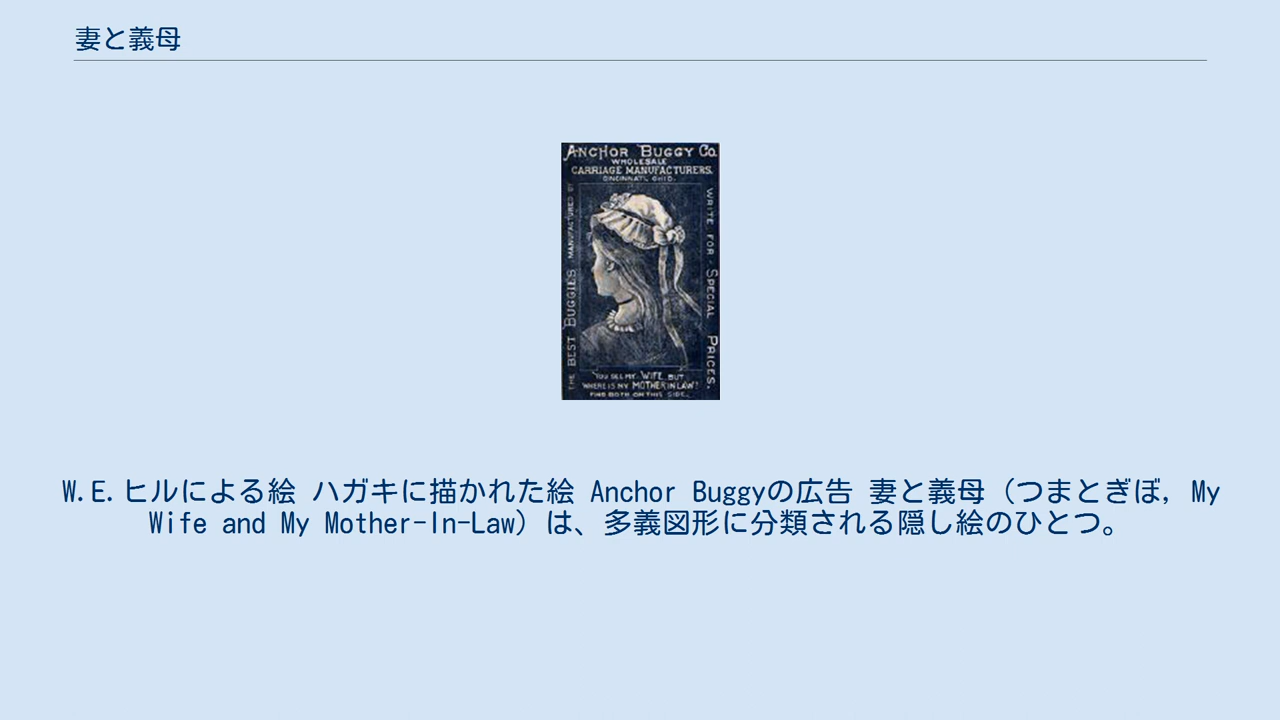 妻と義母
ANCHOR BUGGY CO.
WHOLESALE
CARRIAGE MANUFACTURERS.
CINCINNATI, OHIO.
THE BEST BUGGIES MANUFACTURED BY
WRITE FOR SPECIAL PRICES.
YOU SEE MY WIFE BUT
WHERE IS MY MOTHER IN LAW?
FIND BOTH ON THIS SIDE.
W.E.ヒルによる絵 ハガキに描かれた絵 Anchor Buggyの広告 妻と義母（つまとぎぼ, My
Wife and My Mother-In-Law）は、多義図形に分類される隠し絵のひとつ。